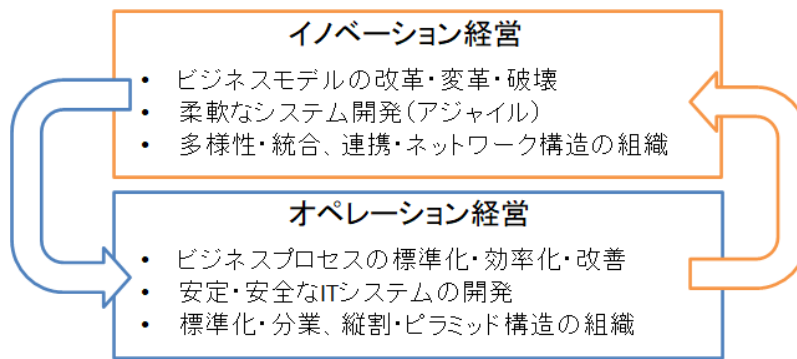 イノベーション経営
• ビジネスモデルの改革・変革・破壊
• 柔軟なシステム開発(アジャイル)
• 多様性・統合、連携・ネットワーク構造の組織
オペレーション経営
• ビジネスプロセスの標準化・効率化・改善
• 安定・安全なITシステムの開発
• 標準化・分業、縦割・ピラミッド構造の組織